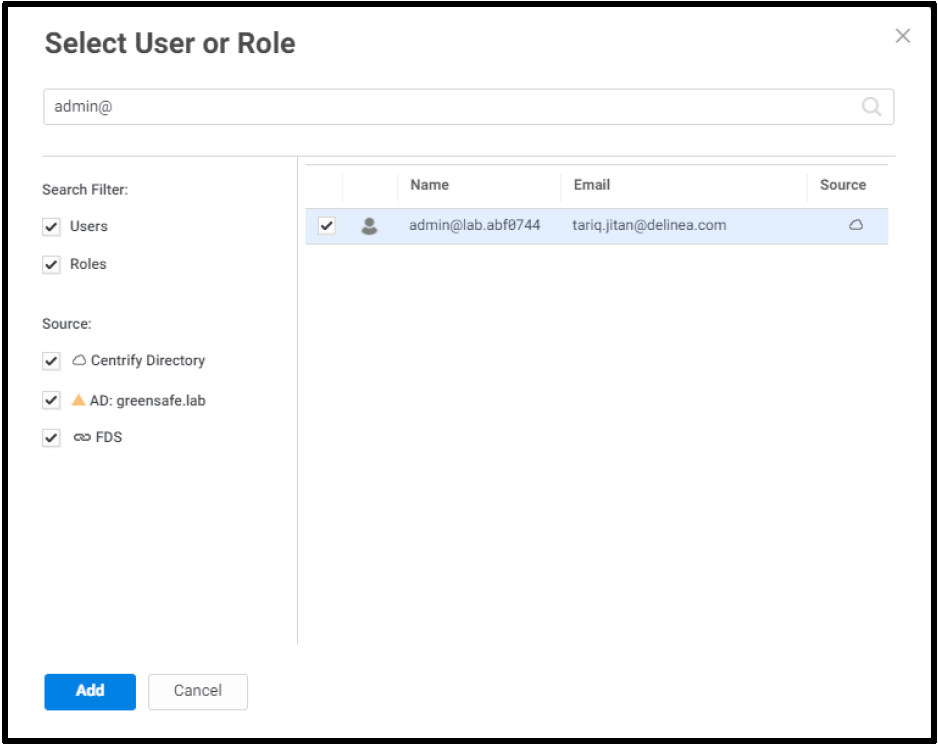 Select User or Role
admin@
Search Filter:
Users
Roles
Source:
Centrify Directory
AD: greensafe.lab
FDS
Name Email Source
admin@lab.abf0744 tariq.jitan@delinea.com
Add Cancel